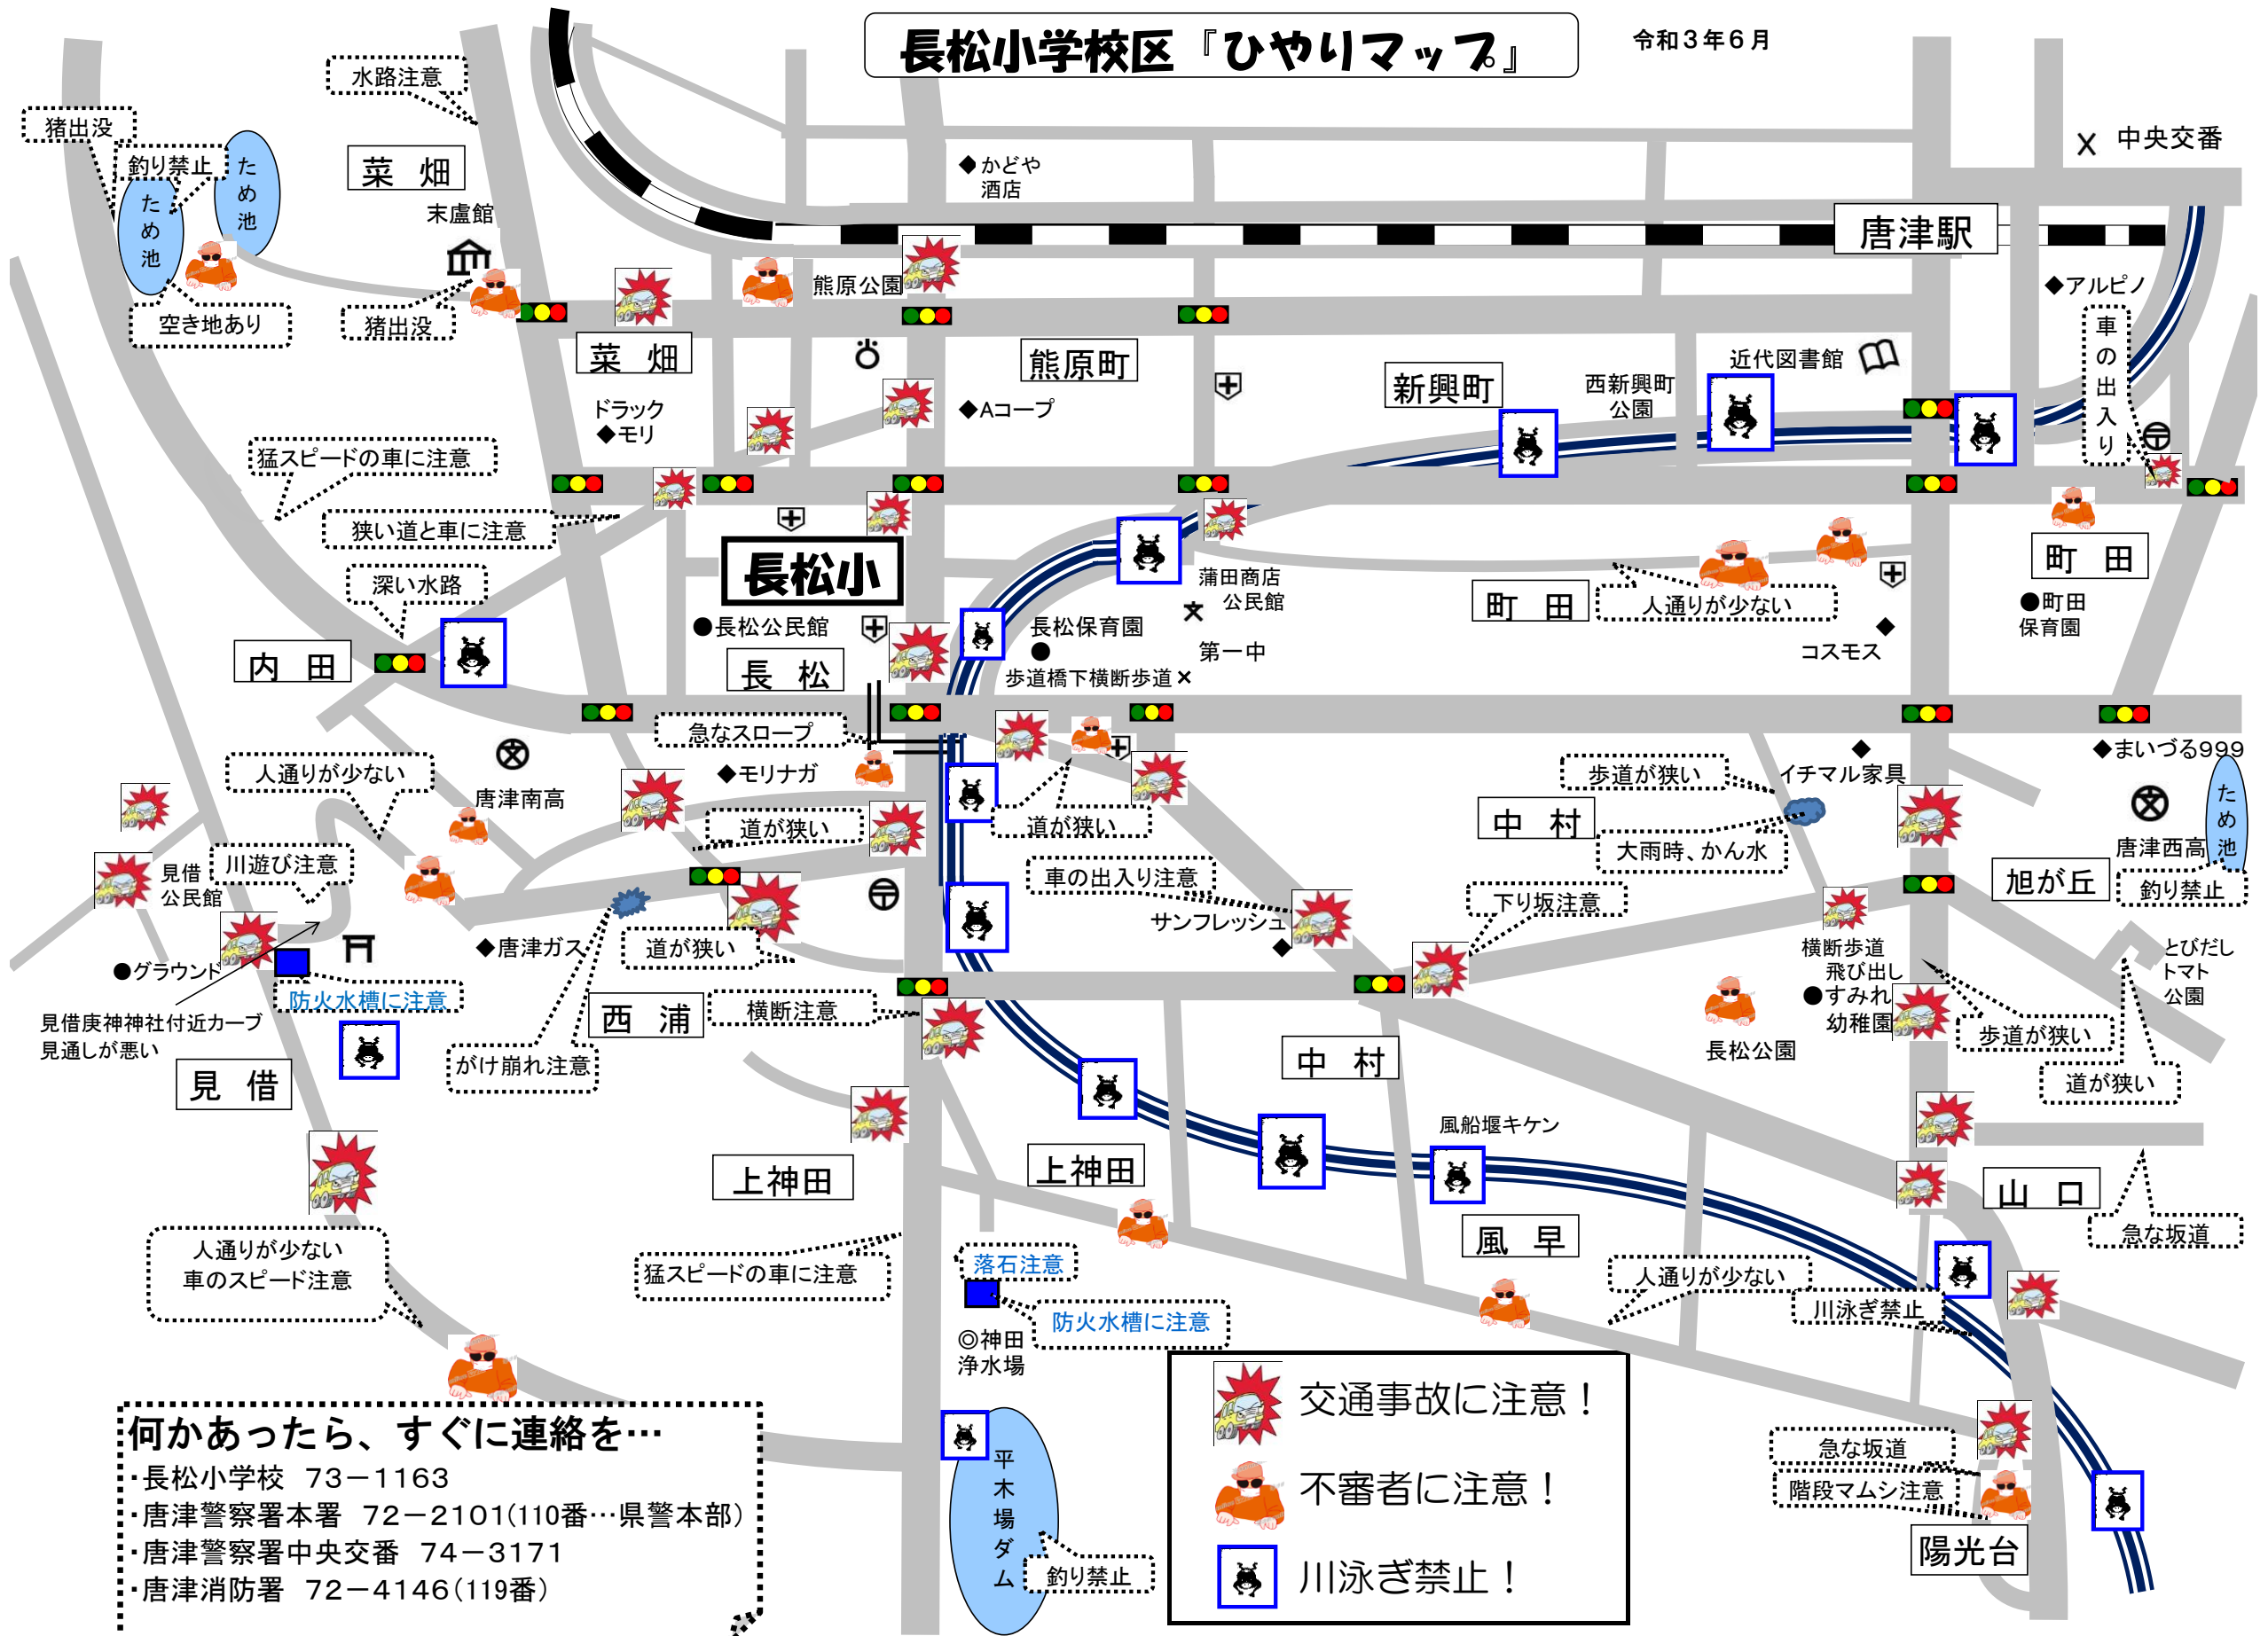 長松小学校区『ひやりマップ』
令和３年６月
水路注意
猪出没
釣り禁止
ため池
ため池
菜 畑
末盧館
空き地あり
猪出没
かどや
酒店
中央交番
唐津駅
◆アルピノ
車の出入り
熊原公園
菜 畑
熊原町
新興町
西新興町
公園
近代図書館
ドラック
◆モリ
◆Aコープ
猛スピードの車に注意
狭い道と車に注意
深い水路
長松小
●長松公民館
長 松
内 田
長松保育園
●
歩道橋下横断歩道×
蒲田商店
公民館
第一中
町 田
人通りが少ない
町 田
●町田
保育園
コスモス
急なスロープ
◆モリナガ
人通りが少ない
唐津南高
道が狭い
道が狭い
歩道が狭い
イチマル家具
◆まいづる９９９
中 村
大雨時、かん水
唐津西高
ため池
釣り禁止
旭が丘
見借
公民館
川遊び注意
車の出入り注意
サンフレッシュ
◆
下り坂注意
●グラウンド
◆唐津ガス
道が狭い
防火水槽に注意
西 浦
横断注意
横断歩道
飛び出し
●すみれ
幼稚園
とびだし
トマト
公園
見借庚神神社付近カーブ
見通しが悪い
見 借
がけ崩れ注意
中 村
長松公園
歩道が狭い
道が狭い
風船堰キケン
上神田
上神田
山 口
急な坂道
風 早
人通りが少ない
車のスピード注意
猛スピードの車に注意
落石注意
防火水槽に注意
人通りが少ない
川泳ぎ禁止
◎神田
浄水場
平木場ダム
釣り禁止
急な坂道
階段マムシ注意
陽光台
交通事故に注意！
不審者に注意！
川泳ぎ禁止！
何かあったら、すぐに連絡を…
・長松小学校　７３－１１６３
・唐津警察署本署　７２－２１０１（110番…県警本部）
・唐津警察署中央交番　７４－３１７１
・唐津消防署　７２－４１４６（119番）